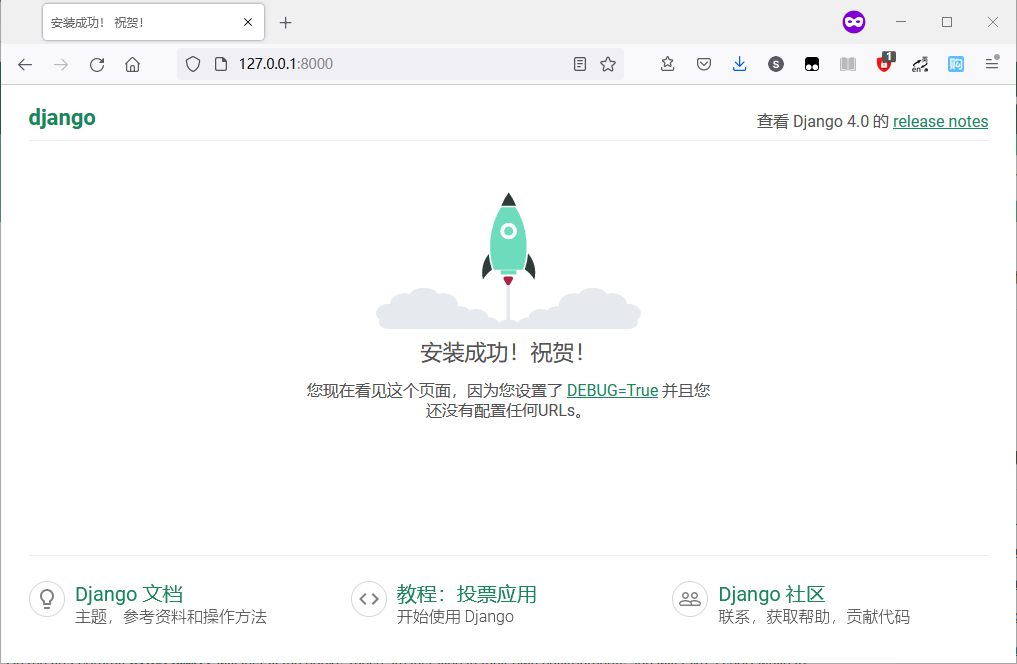 安装成功！ 祝贺！
127.0.0.1:8000
S
1
en
django
查看 Django 4.0 的 release notes
安装成功！祝贺！
您现在看见这个页面，因为您设置了 DEBUG=True 并且您
还没有配置任何URLs。
Django 文档
主题，参考资料和操作方法
教程：投票应用
开始使用 Django
Django 社区
联系，获取帮助，贡献代码